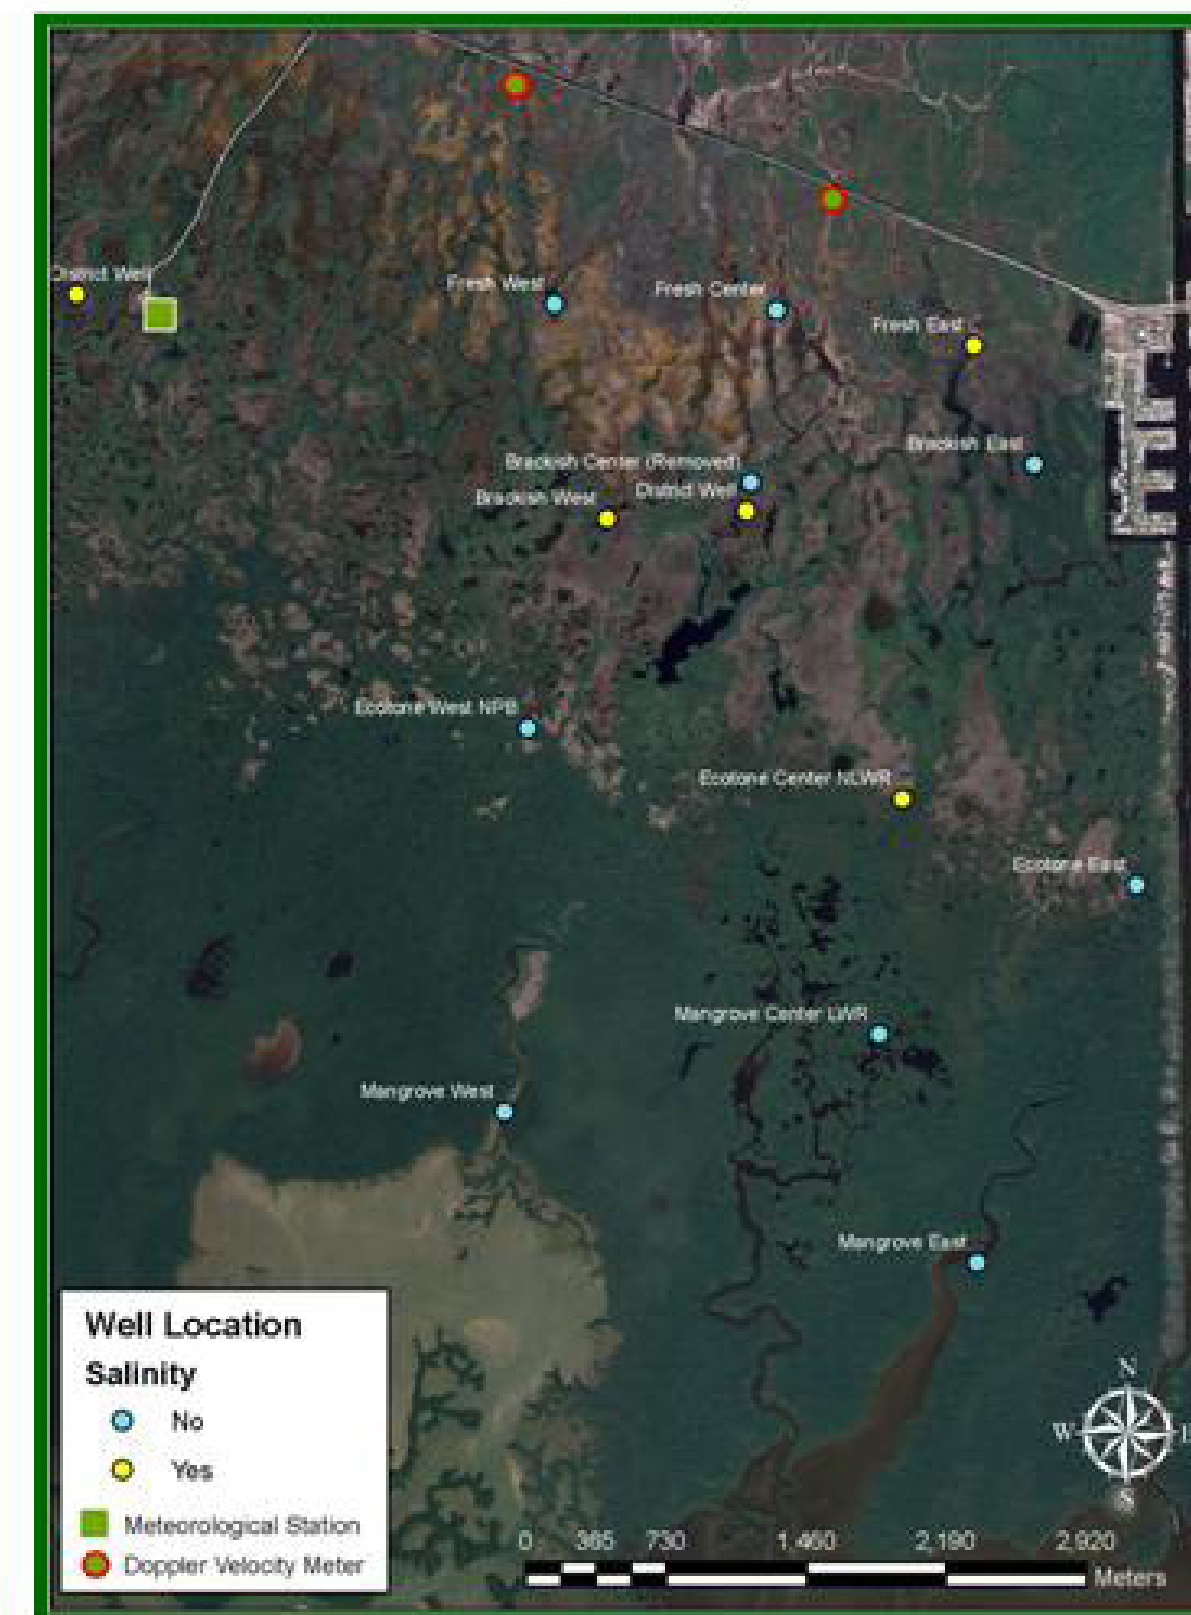 District Well
Fresh West
Fresh Center
Fresh East
Brackish East
Brackish Center (Removed)
District Well
Brackish West
Ecotone West NPB
Ecotone Center NLWR
Ecotone East
Mangrove Center LWR
Mangrove West
Mangrove East
Well Location
Salinity
No
Yes
Meteorological Station
Doppler Velocity Meter
N
W
E
S
0 365 730 1,460 2,190 2,920
Meters